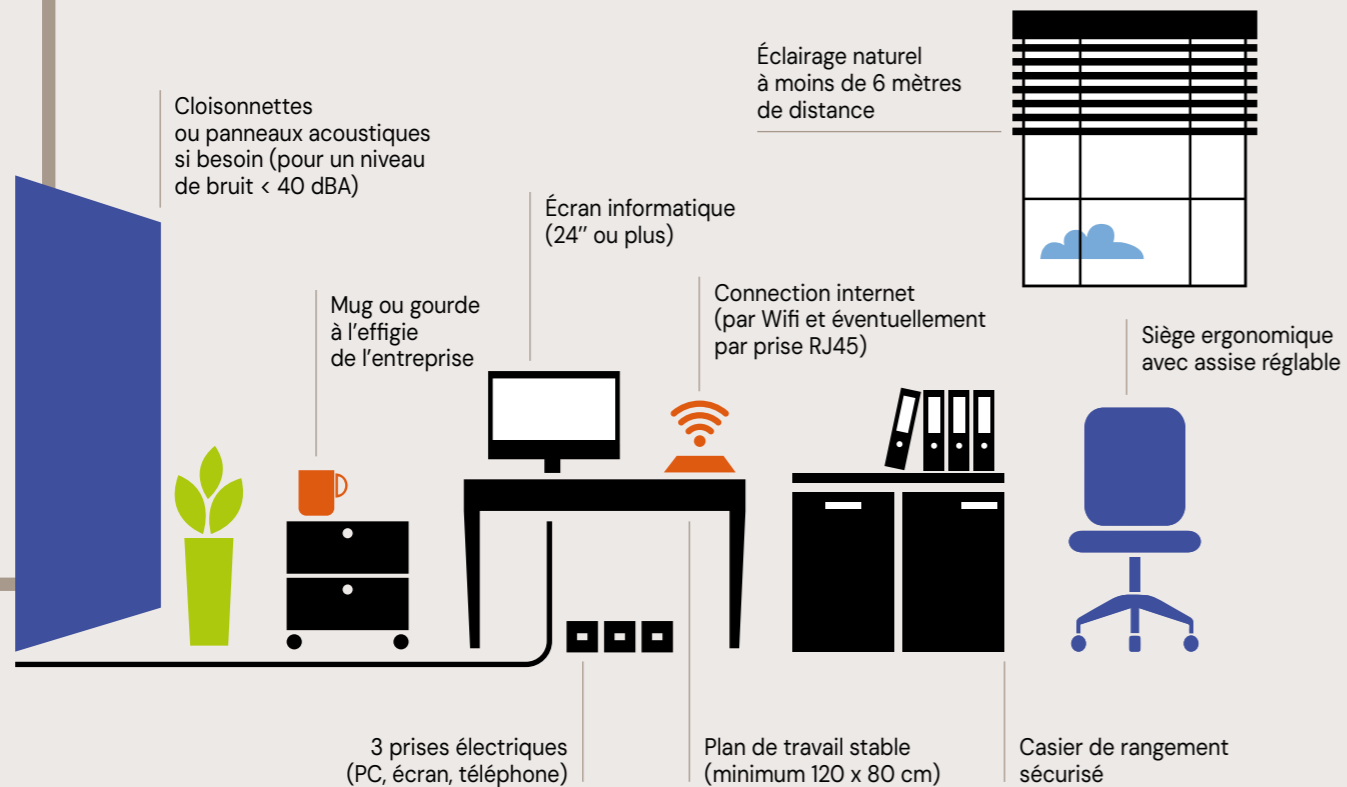 Éclairage naturel
à moins de 6 mètres
de distance
Cloisonnettes
ou panneaux acoustiques
si besoin (pour un niveau
de bruit < 40 dBA)
Écran informatique
(24’’ ou plus)
Mug ou gourde
à l’effigie
de l’entreprise
Connection internet
(par Wifi et éventuellement
par prise RJ45)
Siège ergonomique
avec assise réglable
3 prises électriques
(PC, écran, téléphone)
Plan de travail stable
(minimum 120 x 80 cm)
Casier de rangement
sécurisé